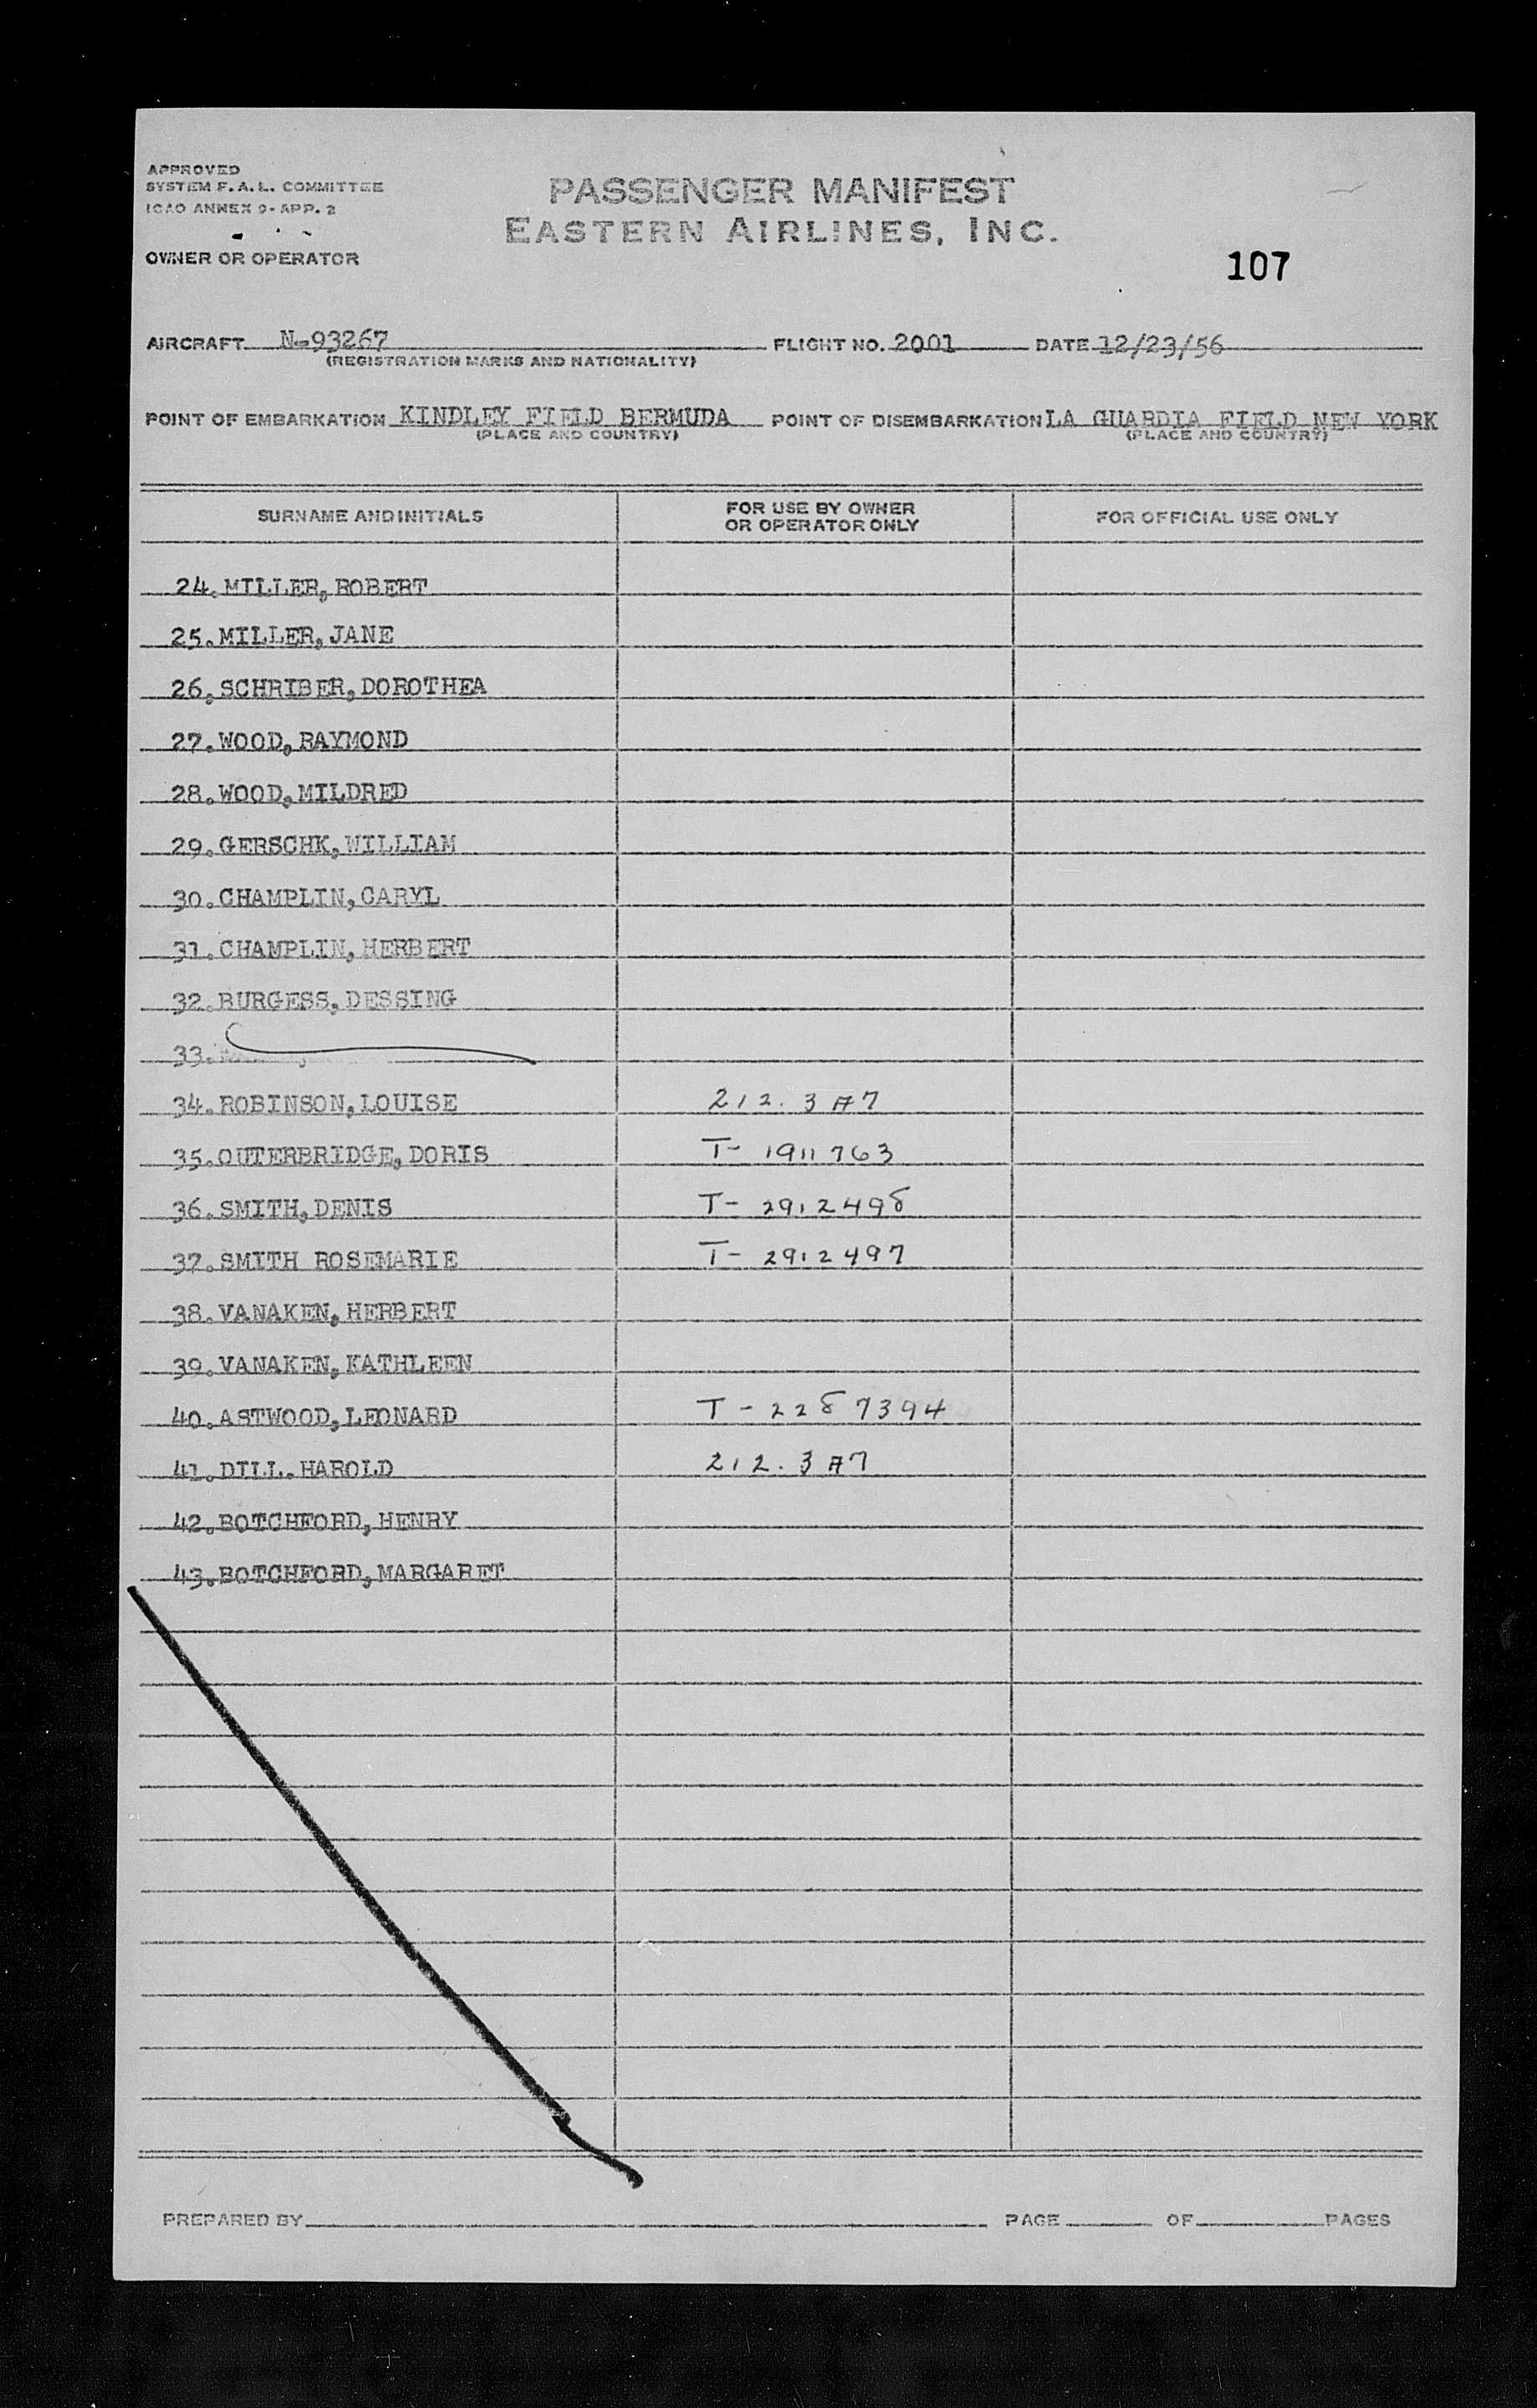 APPROVED
SYSTEM F.A.L. COMMITTEE
ICAO ANNEX 9-APP. 2
PASSENGER MANIFEST
EASTERN AIRLINES, INC.
OWNER OR OPERATOR
107
AIRCRAFT N-93267 FLIGHT NO. 2001 DATE 12/23/56
(REGISTRATION MARKS AND NATIONALITY)
POINT OF EMBARKATION KINDLEY FIELD BERMUDA POINT OF DISEMBARKATION LA GUARDIA FIELD NEW YORK
(PLACE AND COUNTRY) (PLACE AND COUNTRY)
SURNAME AND INITIALS FOR USE BY OWNER OR OPERATOR ONLY FOR OFFICIAL USE ONLY
24. MILLER, ROBERT
25. MILLER, JANE
26. SCHRIBER, DOROTHEA
27. WOOD, RAYMOND
28. WOOD, MILDRED
29. GERSCHK, WILLIAM
30. CHAMPLIN, CARYL
31. CHAMPLIN, HERBERT
32. BURGESS, DESSING
33.
34. ROBINSON, LOUISE 212.3 A7
35. OUTERBRIDGE, DORIS T- 1911763
36. SMITH, DENIS T- 2912498
37. SMITH ROSEMARIE T- 2912497
38. VANAKEN, HERBERT
39. VANAKEN, KATHLEEN
40. ASTWOOD, LEONARD T- 2287394
41. DILL. HAROLD 212.3 A7
42. BOTCHFORD, HENRY
43. BOTCHFORD, MARGARET
PREPARED BY PAGE OF PAGES